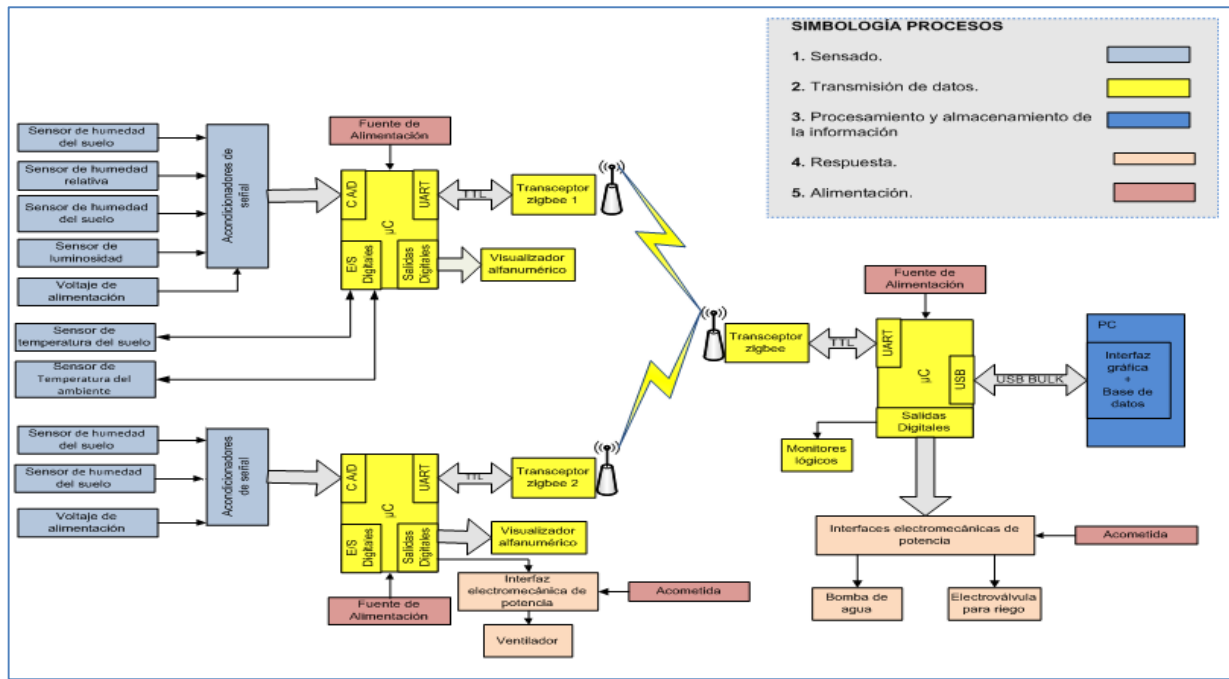 SIMBOLOGÍA PROCESOS
1. Sensado.
2. Transmisión de datos.
3. Procesamiento y almacenamiento de
la información
4. Respuesta.
5. Alimentación.
Sensor de humedad
del suelo
Sensor de humedad
relativa
Sensor de humedad
del suelo
Sensor de
luminosidad
Voltaje de
alimentación
Sensor de
temperatura del suelo
Sensor de
Temperatura del
ambiente
Acondicionadores de
señal
Fuente de
Alimentación
C A/D
UART
µC
E/S
Digitales
Salidas
Digitales
TTL
Transceptor
zigbee 1
Visualizador
alfanumérico
Sensor de humedad
del suelo
Sensor de humedad
del suelo
Voltaje de
alimentación
Acondicionadores
de señal
C A/D
UART
µC
E/S
Digitales
Salidas
Digitales
TTL
Transceptor
zigbee 2
Visualizador
alfanumérico
Fuente de
Alimentación
Interfaz
electromecánica de
potencia
Acometida
Ventilador
Transceptor
zigbee
TTL
Fuente de
Alimentación
UART
µC
USB
Salidas
Digitales
USB BULK
PC
Interfaz
gráfica
+
Base de
datos
Monitores
lógicos
Interfaces electromecánicas de
potencia
Acometida
Bomba de
agua
Electroválvula
para riego